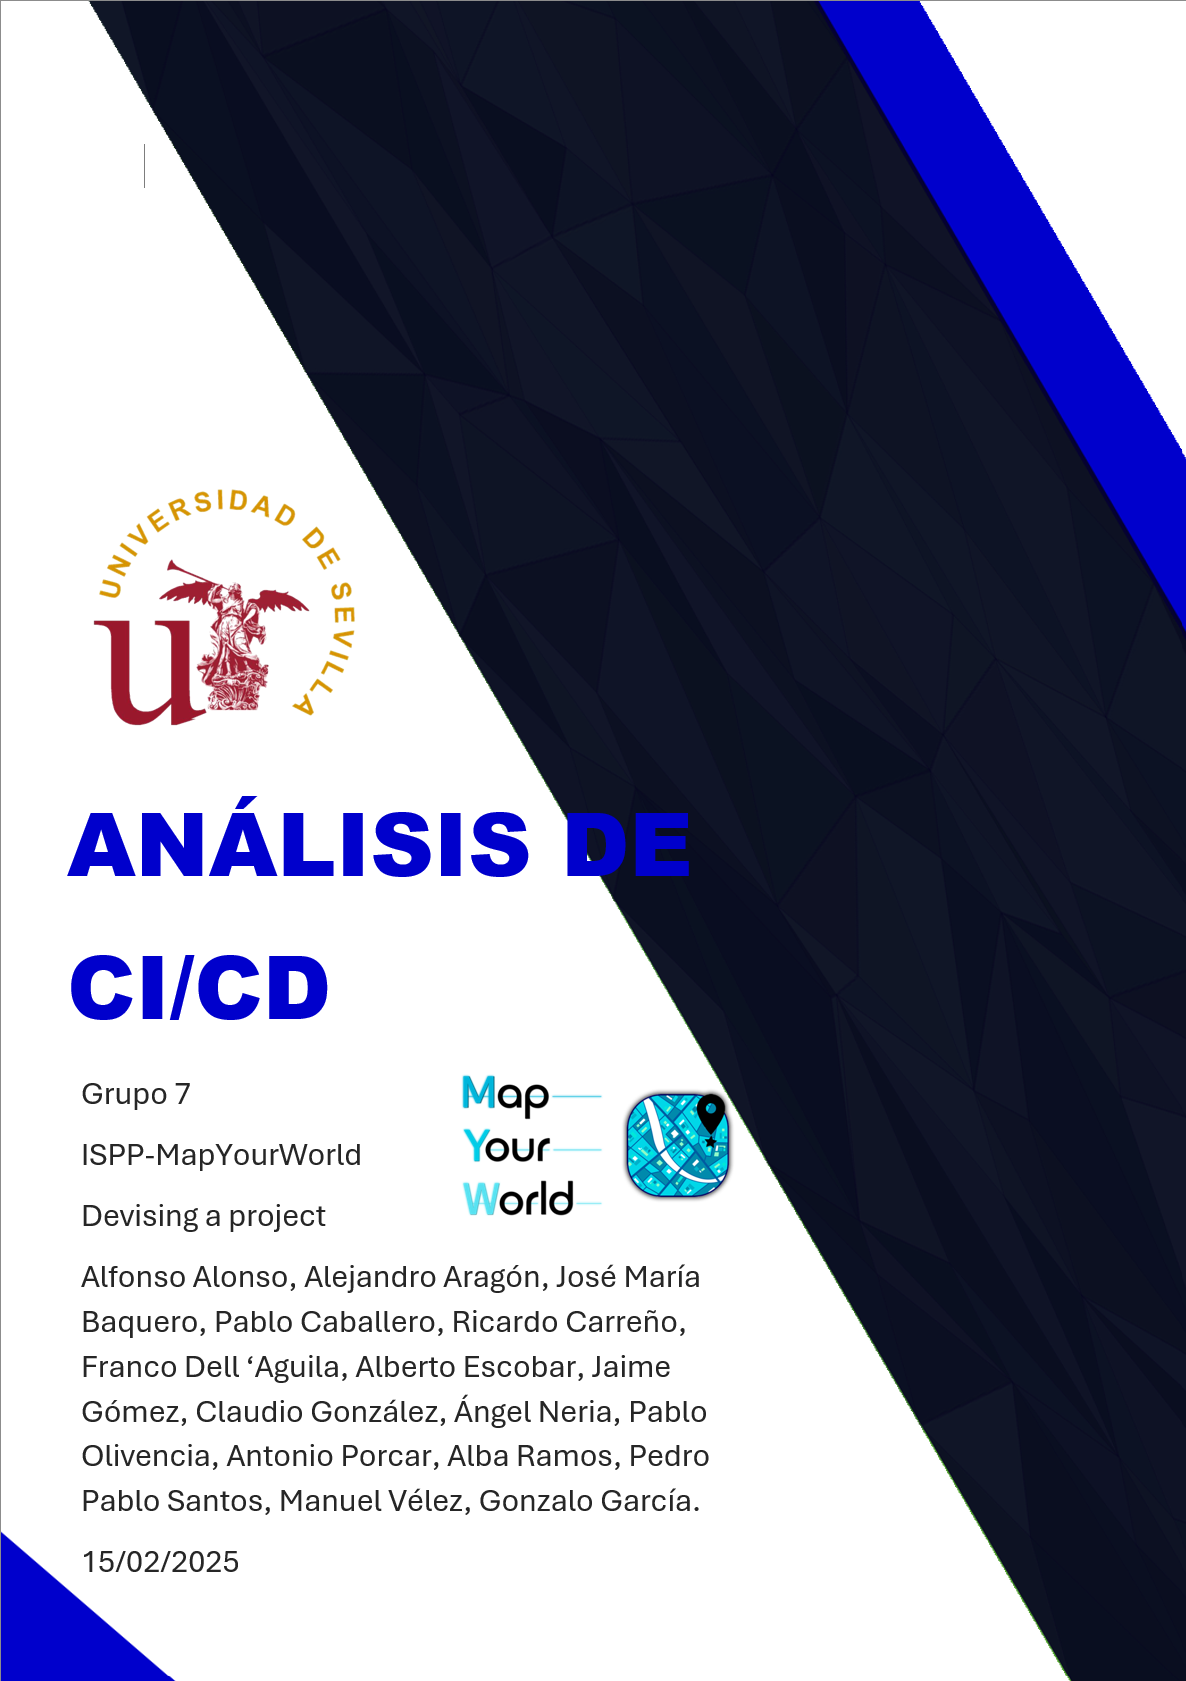 UNIVERSIDAD DE SEVILLA
ANÁLISIS DE
CI/CD
Grupo 7
ISPP-MapYourWorld
Devising a project
Map
Your
World
Alfonso Alonso, Alejandro Aragón, José María
Baquero, Pablo Caballero, Ricardo Carreño,
Franco Dell ‘Aguila, Alberto Escobar, Jaime
Gómez, Claudio González, Ángel Neria, Pablo
Olivencia, Antonio Porcar, Alba Ramos, Pedro
Pablo Santos, Manuel Vélez, Gonzalo García.
15/02/2025